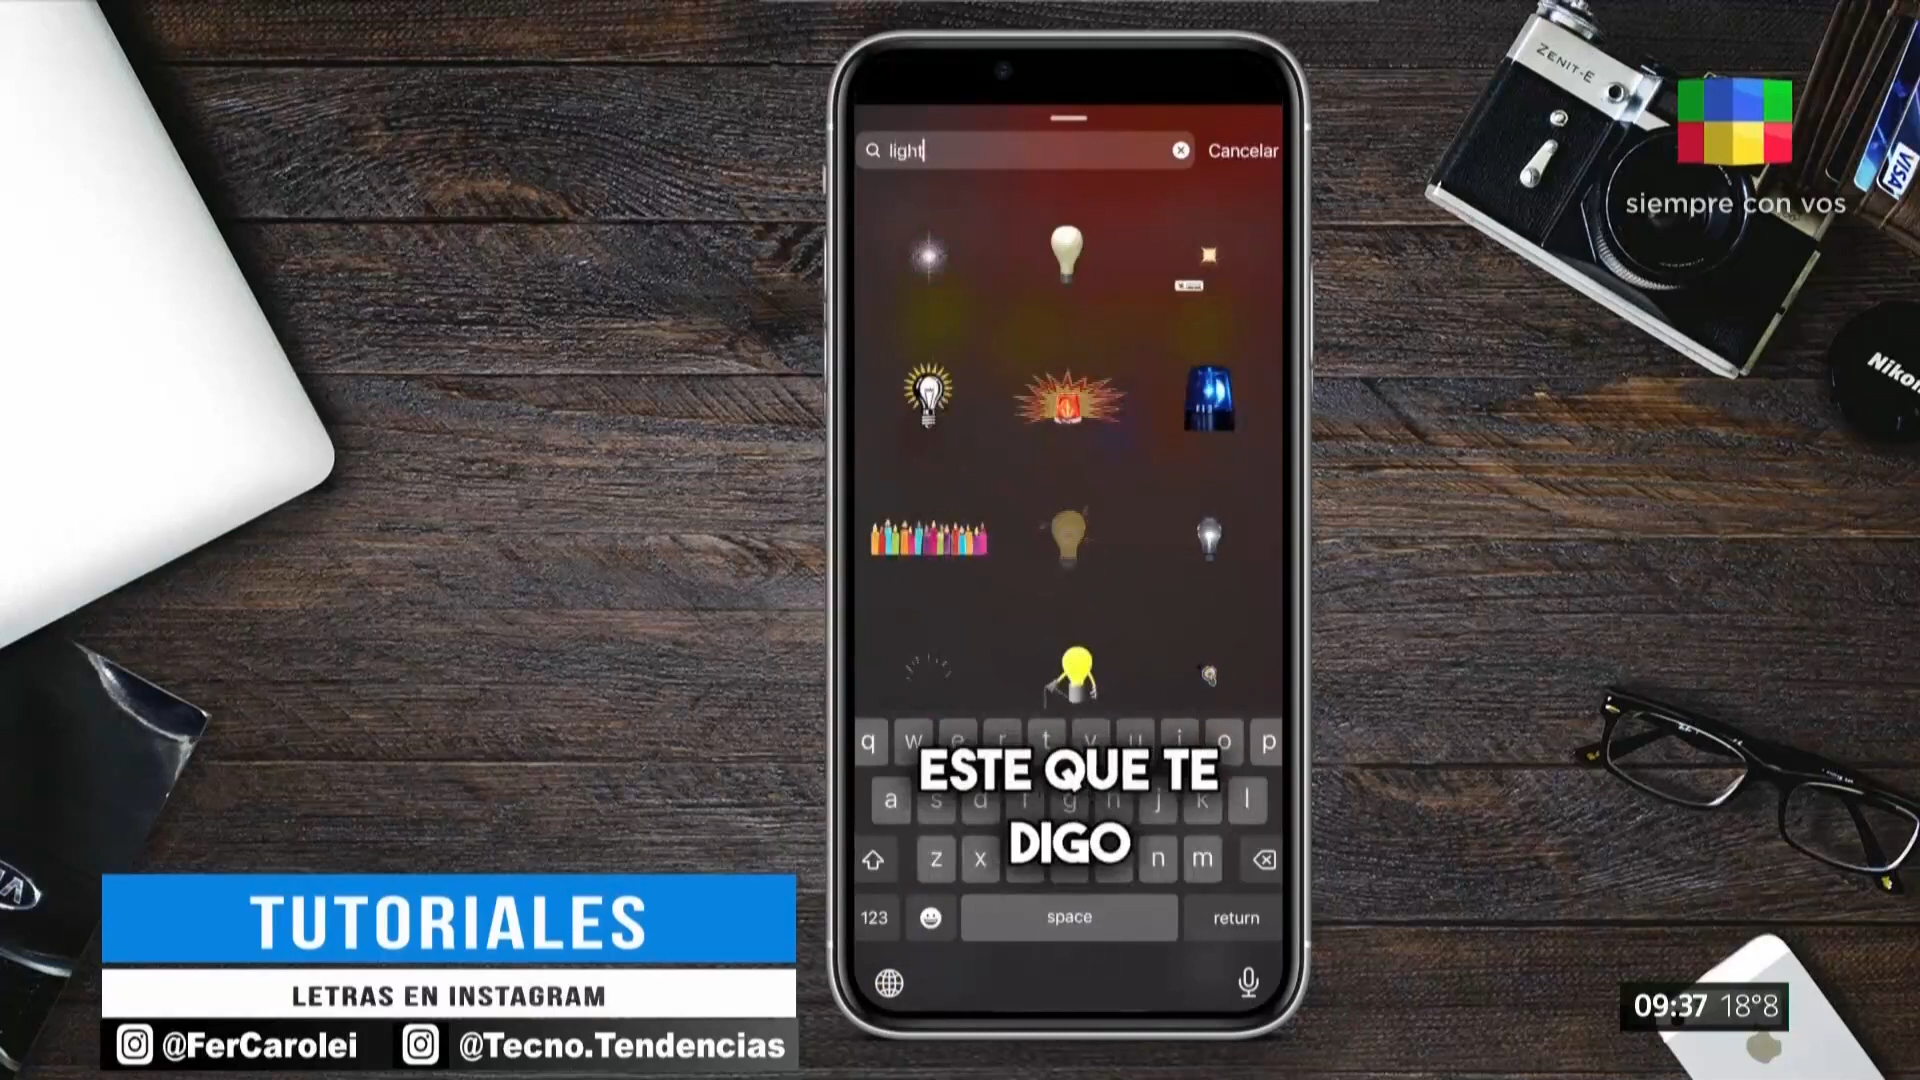 ZENIT-E
VISA
siempre con vos
Nikon
light
Cancelar
q w e r t y u i o p
a s d f g h j k l
z x n m
ESTE QUE TE
DIGO
123
space
return
TUTORIALES
LETRAS EN INSTAGRAM
@FerCarolei
@Tecno.Tendencias
09:37 18°8